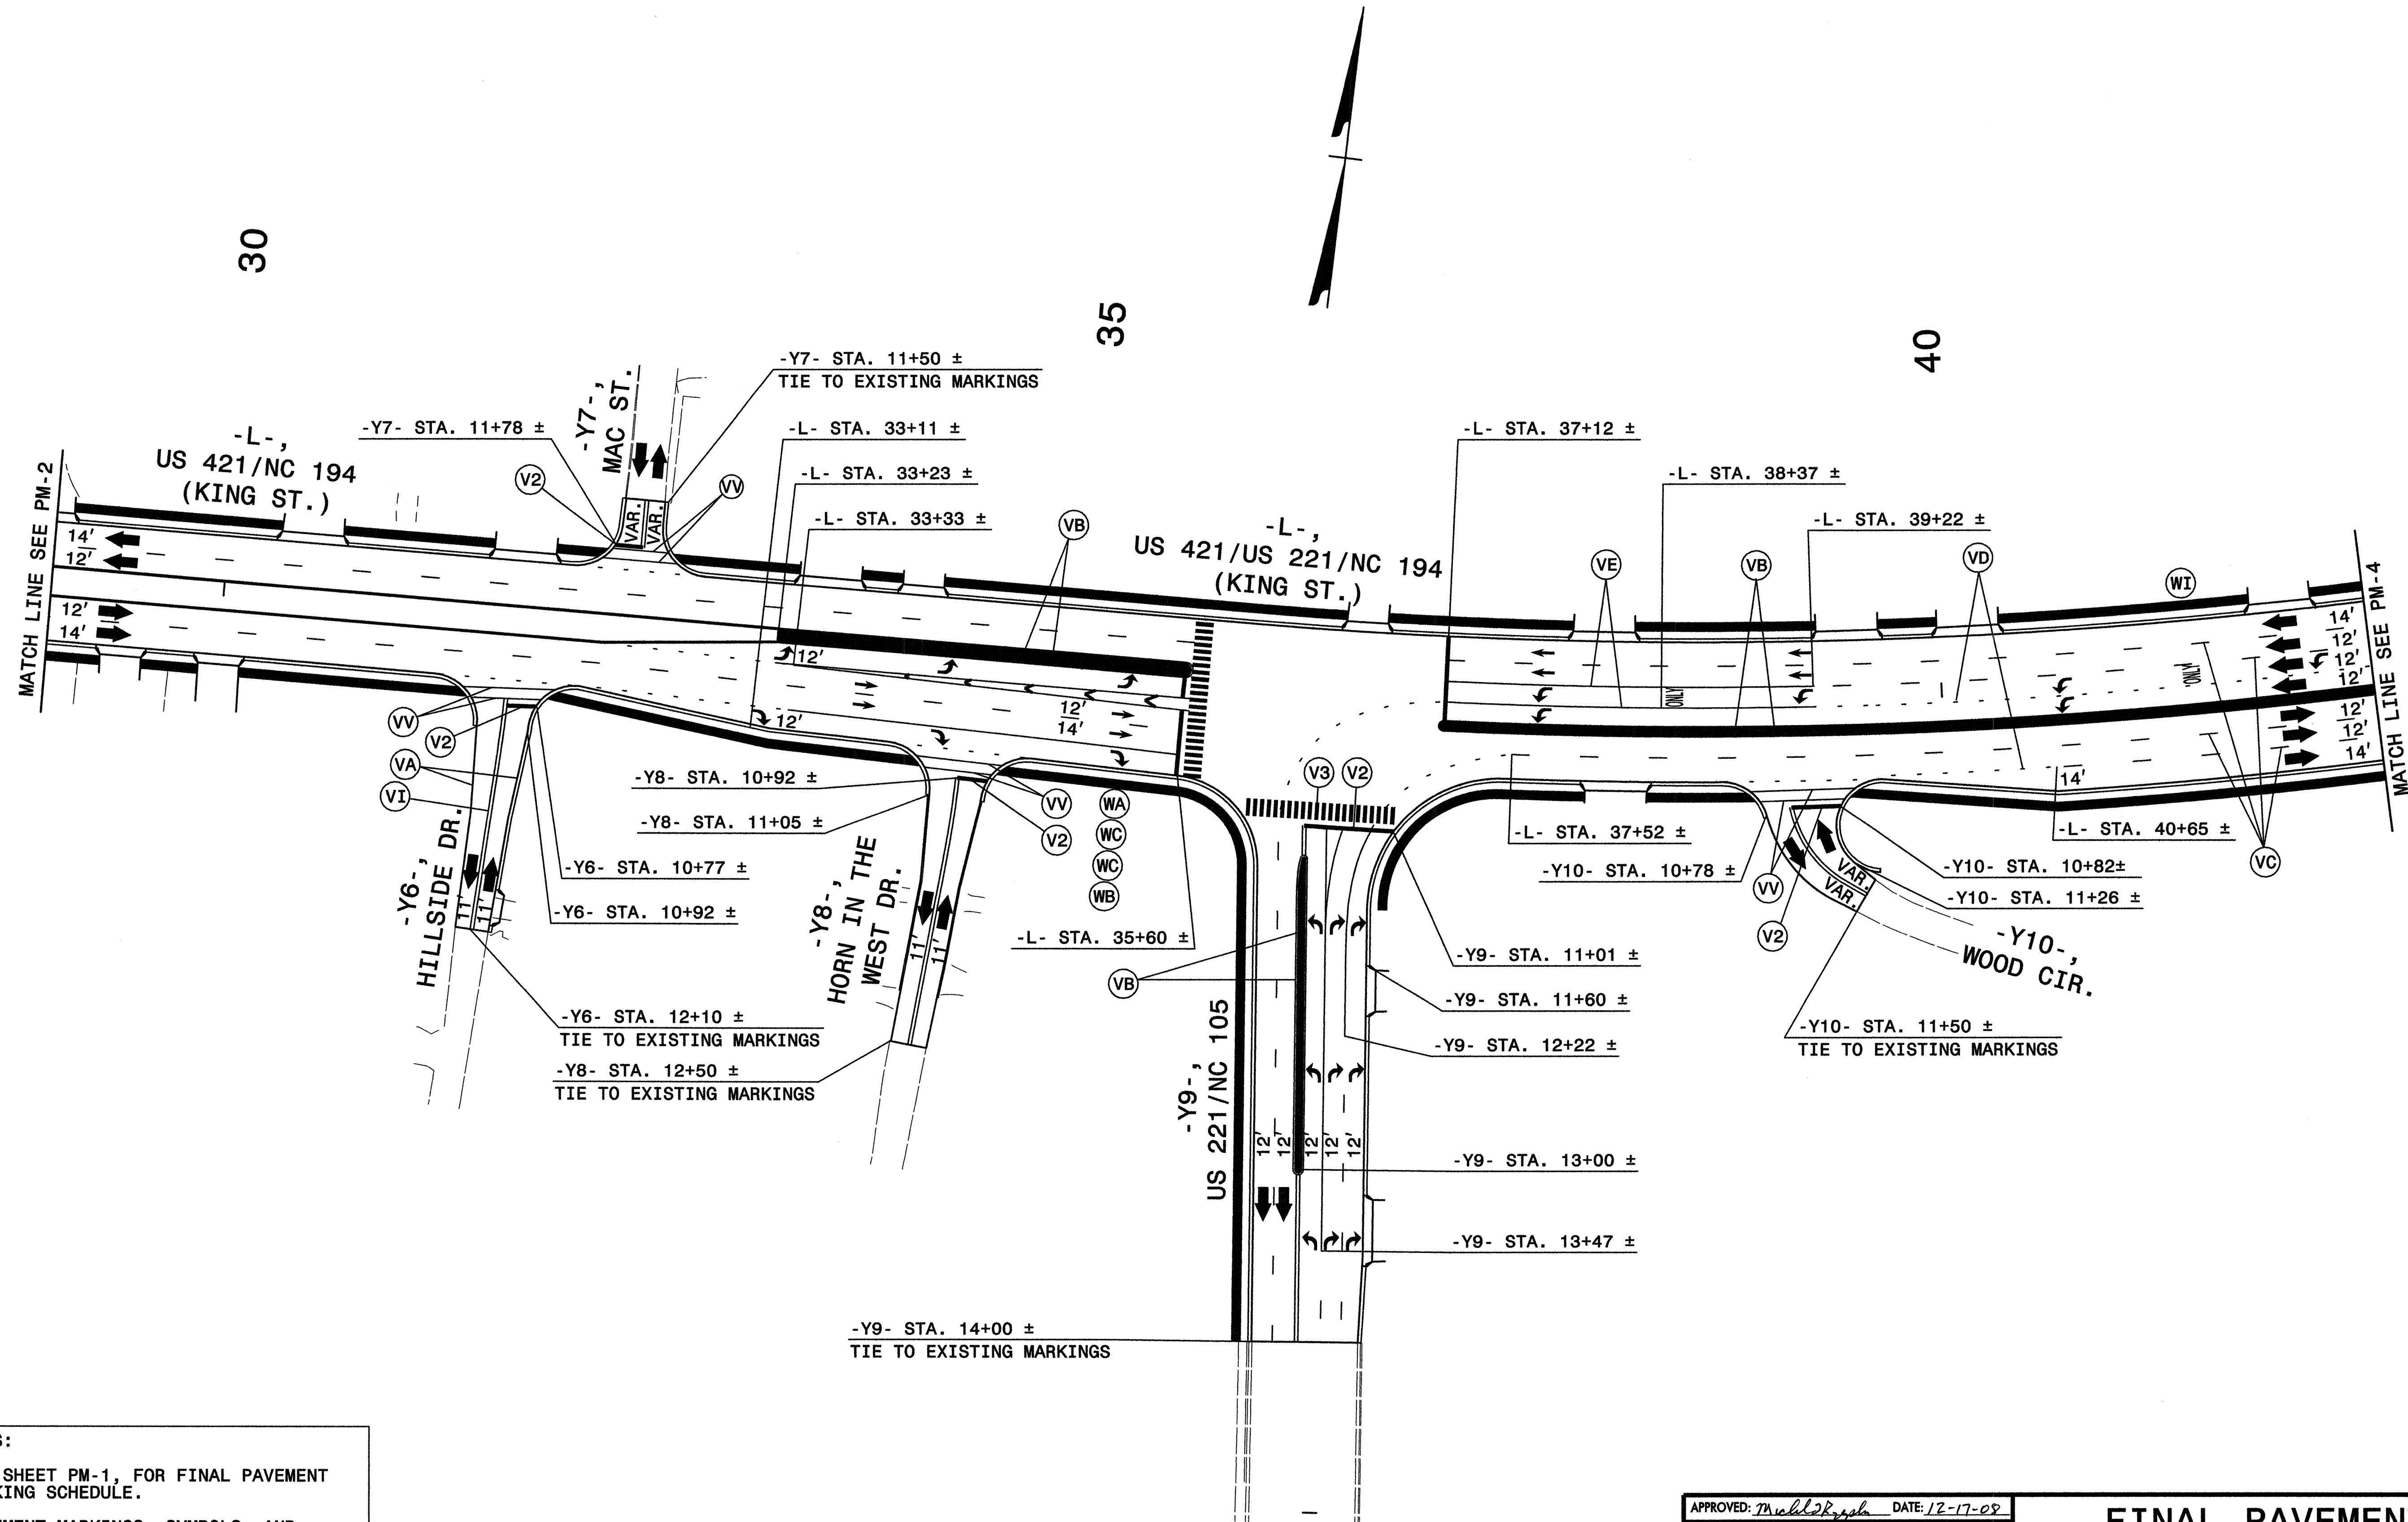 30
35
40
-Y7- STA. 11+50 ±
TIE TO EXISTING MARKINGS
-Y7-,
MAC ST.
-Y7- STA. 11+78 ±
-L- STA. 33+11 ±
-L- STA. 33+23 ±
-L- STA. 33+33 ±
-L- STA. 37+12 ±
-L- STA. 38+37 ±
-L- STA. 39+22 ±
MATCH LINE SEE PM-2
-L-,
US 421/NC 194
(KING ST.)
V2
VV
VB
-L-,
US 421/US 221/NC 194
(KING ST.)
VE
VB
VD
WI
MATCH LINE SEE PM-4
VAR.
VAR.
14'
12'
12'
14'
12'
12'
12'
14'
ONLY
ONLY
14'
12'
12'
12'
12'
12'
14'
14'
VV
V2
VA
VI
-Y6-,
HILLSIDE DR.
11'
11'
-Y8- STA. 10+92 ±
-Y8- STA. 11+05 ±
-Y6- STA. 10+77 ±
-Y6- STA. 10+92 ±
-Y8-,
HORN IN THE
WEST DR.
11'
11'
VV
V2
WA
WC
WC
WB
-L- STA. 35+60 ±
V3
V2
-L- STA. 37+52 ±
-Y10- STA. 10+78 ±
VV
V2
VAR.
VAR.
-L- STA. 40+65 ±
-Y10- STA. 10+82±
-Y10- STA. 11+26 ±
VC
-Y10-,
WOOD CIR.
VB
-Y9- STA. 11+01 ±
-Y9- STA. 11+60 ±
-Y9- STA. 12+22 ±
-Y10- STA. 11+50 ±
TIE TO EXISTING MARKINGS
-Y6- STA. 12+10 ±
TIE TO EXISTING MARKINGS
-Y8- STA. 12+50 ±
TIE TO EXISTING MARKINGS
-Y9-,
US 221/NC 105
12'
12'
12'
12'
12'
-Y9- STA. 13+00 ±
-Y9- STA. 13+47 ±
-Y9- STA. 14+00 ±
TIE TO EXISTING MARKINGS
S:
SHEET PM-1, FOR FINAL PAVEMENT
KING SCHEDULE.
APPROVED: DATE: 12-17-08
FINAL PAVEMEN